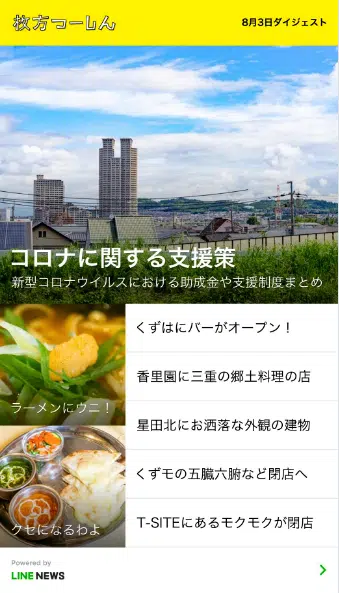 枚方つーしん
8月3日ダイジェスト
コロナに関する支援策
新型コロナウイルスにおける助成金や支援制度まとめ
ラーメンにウニ！
クセになるわよ
くずはにバーがオープン！
香里園に三重の郷土料理の店
星田北にお洒落な外観の建物
くずモの五臓六腑など閉店へ
T-SITEにあるモクモクが閉店
Powered by
LINE NEWS